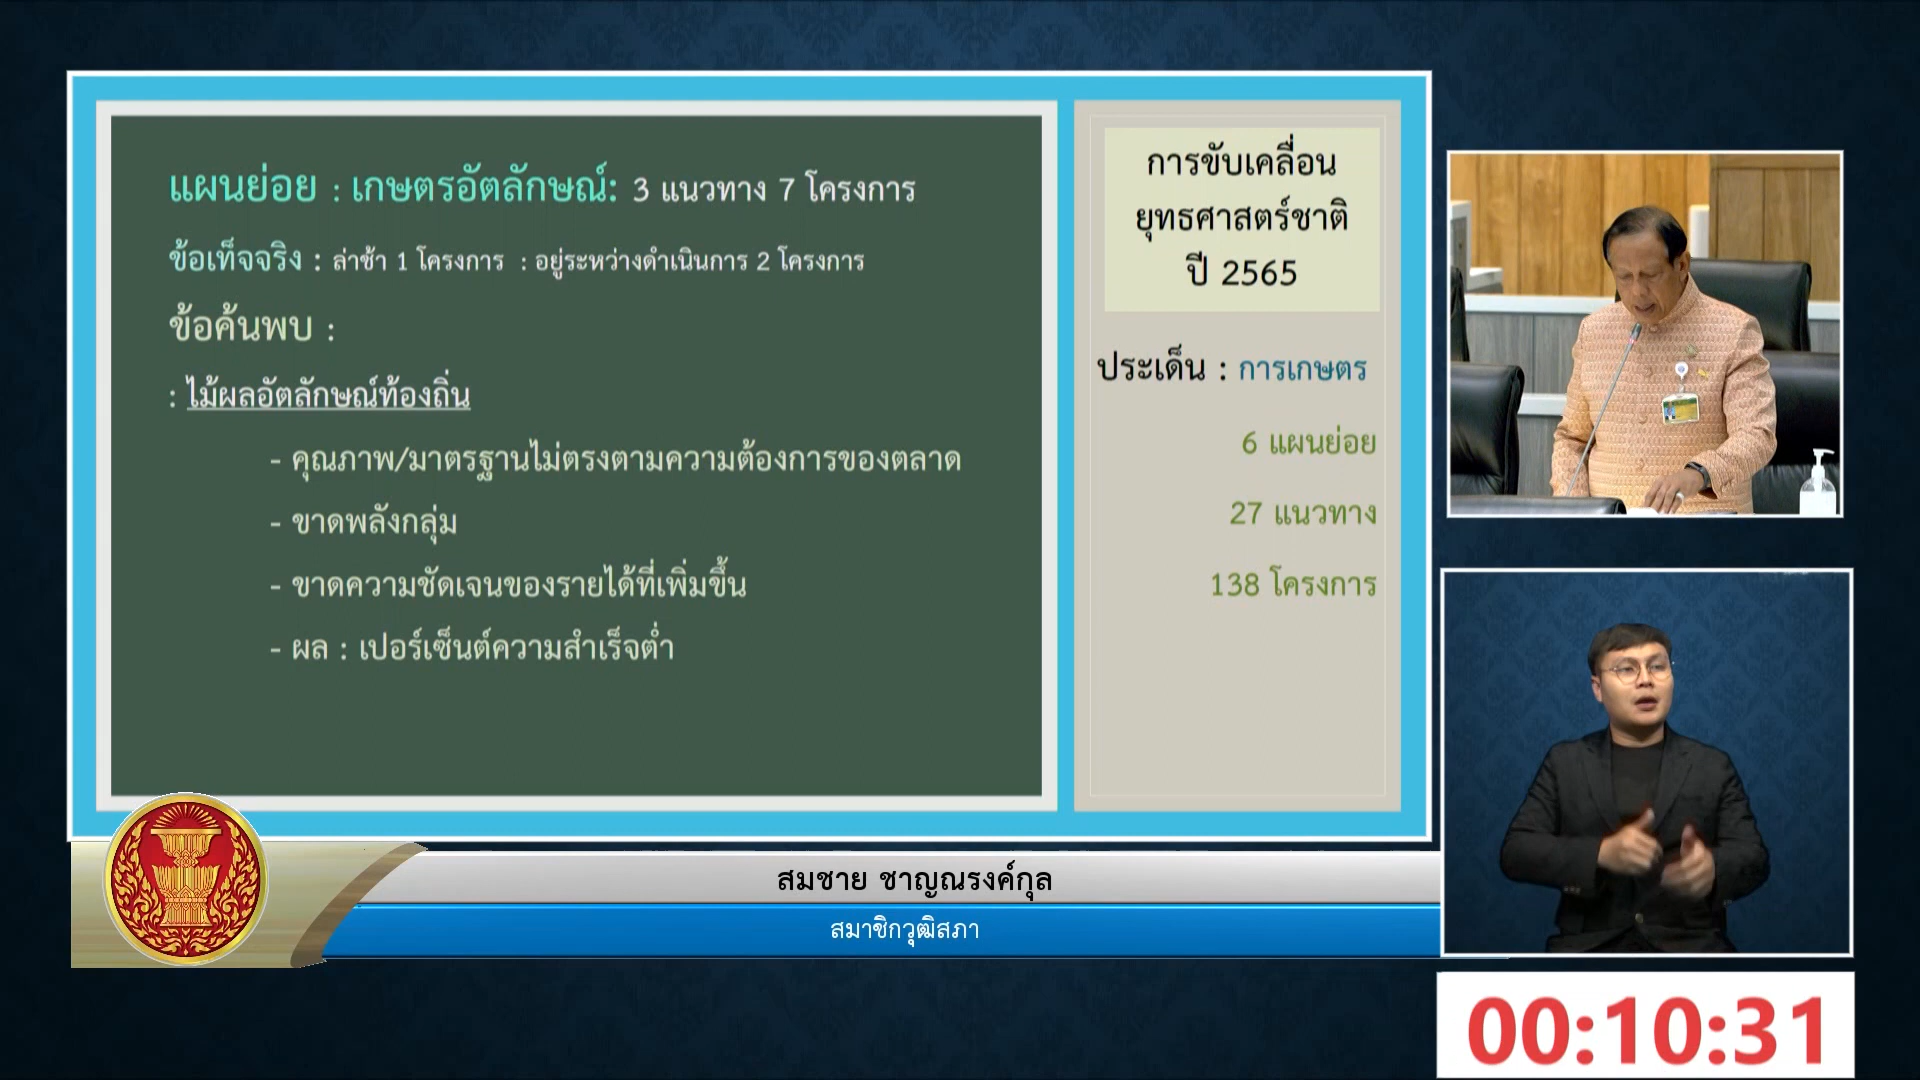 แผนย่อย : เกษตรอัตลักษณ์: 3 แนวทาง 7 โครงการ
ข้อเท็จจริง : ล่าช้า 1 โครงการ : อยู่ระหว่างดำเนินการ 2 โครงการ
ข้อค้นพบ :
: ไม้ผลอัตลักษณ์ท้องถิ่น
- คุณภาพ/มาตรฐานไม่ตรงตามความต้องการของตลาด
- ขาดพลังกลุ่ม
- ขาดความชัดเจนของรายได้ที่เพิ่มขึ้น
- ผล : เปอร์เซ็นต์ความสำเร็จต่ำ
การขับเคลื่อน
ยุทธศาสตร์ชาติ
ปี 2565
ประเด็น : การเกษตร
6 แผนย่อย
27 แนวทาง
138 โครงการ
สมชาย ชาญณรงค์กุล
สมาชิกวุฒิสภา
00:10:31